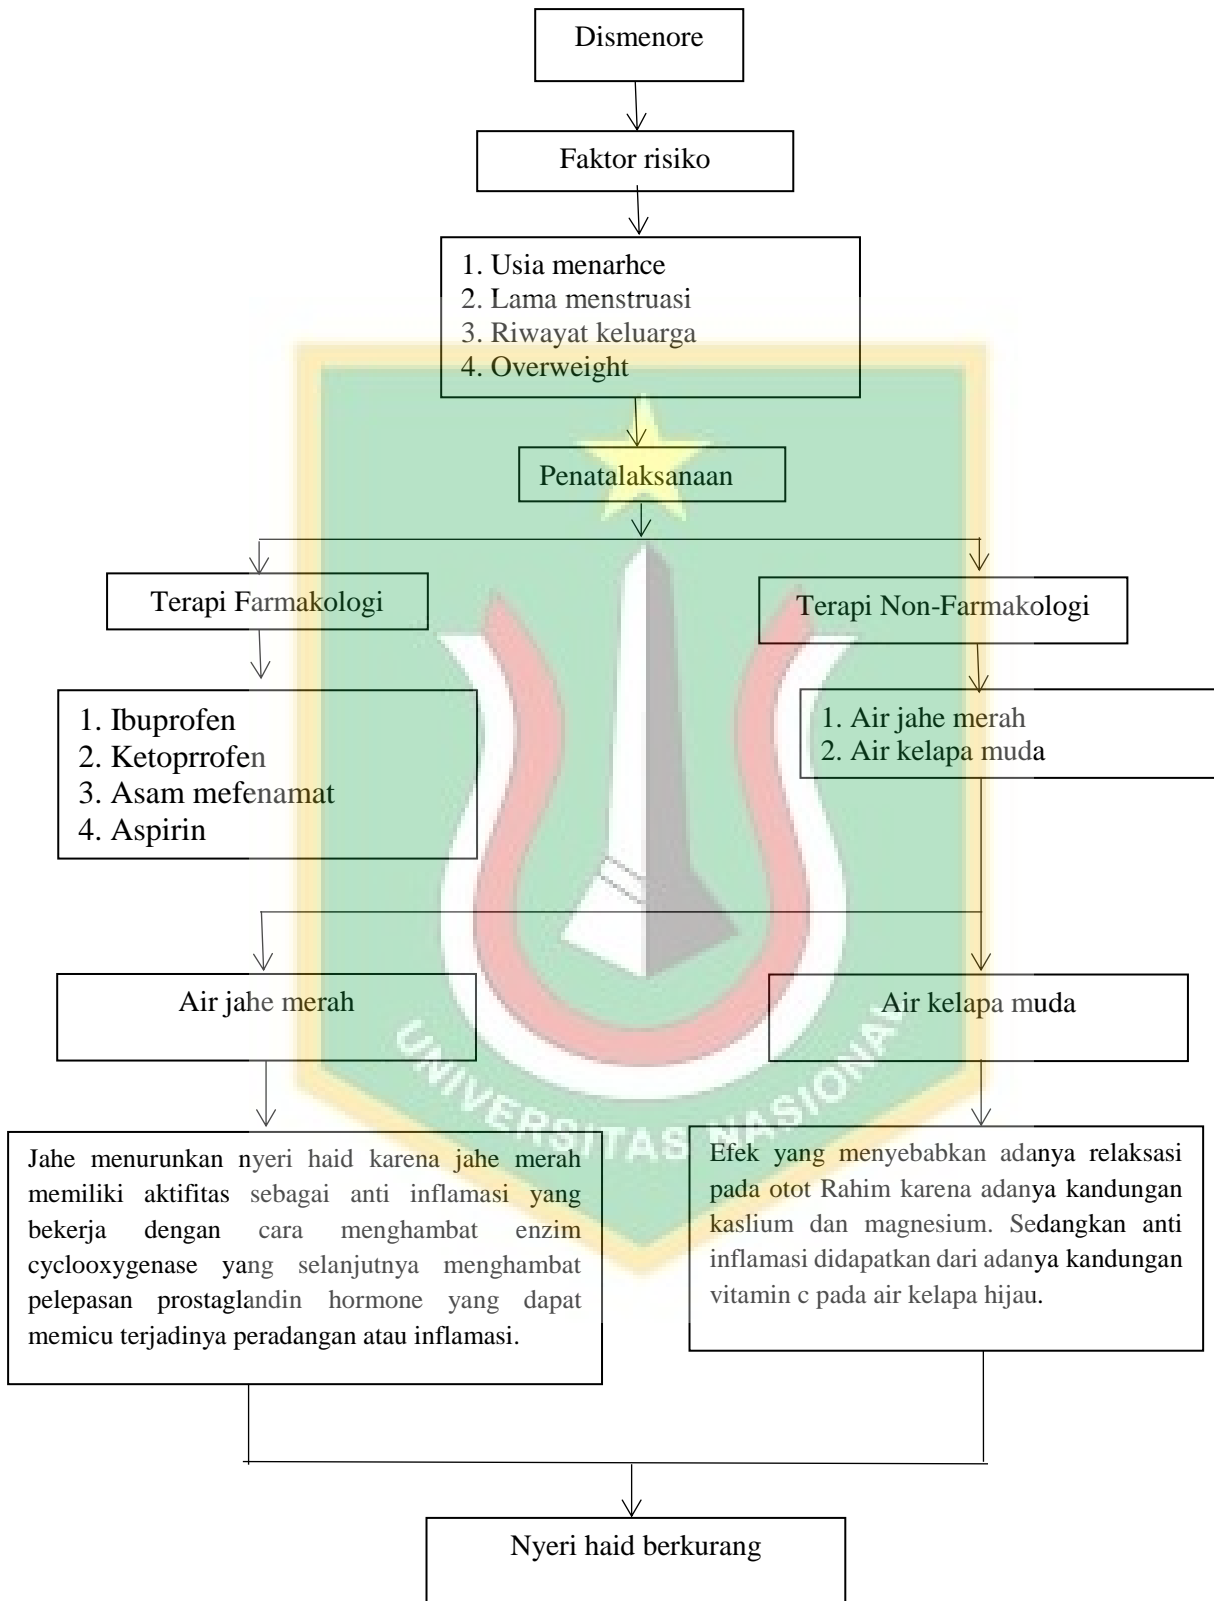 Dismenore
Faktor risiko
1. Usia menarhce
2. Lama menstruasi
3. Riwayat keluarga
4. Overweight
Penatalaksanaan
Terapi Farmakologi
Terapi Non-Farmakologi
1. Ibuprofen
2. Ketoprrofen
3. Asam mefenamat
4. Aspirin
1. Air jahe merah
2. Air kelapa muda
Air jahe merah
Air kelapa muda
UNIVERSITAS NASIONAL
Jahe menurunkan nyeri haid karena jahe merah
memiliki aktifitas sebagai anti inflamasi yang
bekerja dengan cara menghambat enzim
cyclooxygenase yang selanjutnya menghambat
pelepasan prostaglandin hormone yang dapat
memicu terjadinya peradangan atau inflamasi.
Efek yang menyebabkan adanya relaksasi
pada otot Rahim karena adanya kandungan
kaslium dan magnesium. Sedangkan anti
inflamasi didapatkan dari adanya kandungan
vitamin c pada air kelapa hijau.
Nyeri haid berkurang